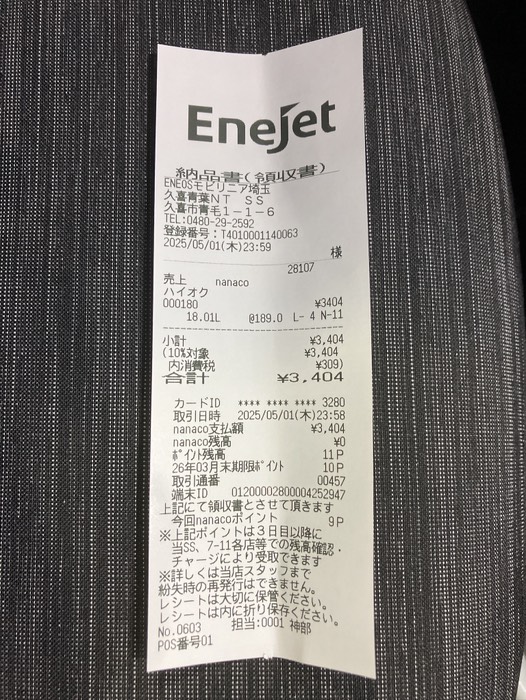 EneJet
納品書(領収書)
ENEOSモビリニア埼玉
久喜青葉NT SS
久喜市青毛1-1-6
TEL:0480-29-2592
登録番号:T4010001140063
2025/05/01(木)23:59
様
28107
売上 nanaco
ハイオク
000180 ¥3404
18.01L @189.0 L- 4 N-11
小計 ¥3,404
(10%対象 ¥3,404
内消費税 ¥309)
合計 ¥3,404
カードID **** **** **** 3280
取引日時 2025/05/01(木)23:58
nanaco支払額 ¥3,404
nanaco残高 ¥0
ポイント残高 11P
26年03月末期限ポイント 10P
取引通番 00457
端末ID 01200002800004252947
上記にて領収書とさせて頂きます
今回nanacoポイント 9P
※上記ポイントは3日目以降に
当SS、7-11各店等での残高確認・
チャージにより受取できます
※詳しくは当店スタッフまで
紛失時の再発行はできません。
レシートは大切に保管ください。
レシートは内に折り保存ください。
No.0603 担当:0001 神部
POS番号01